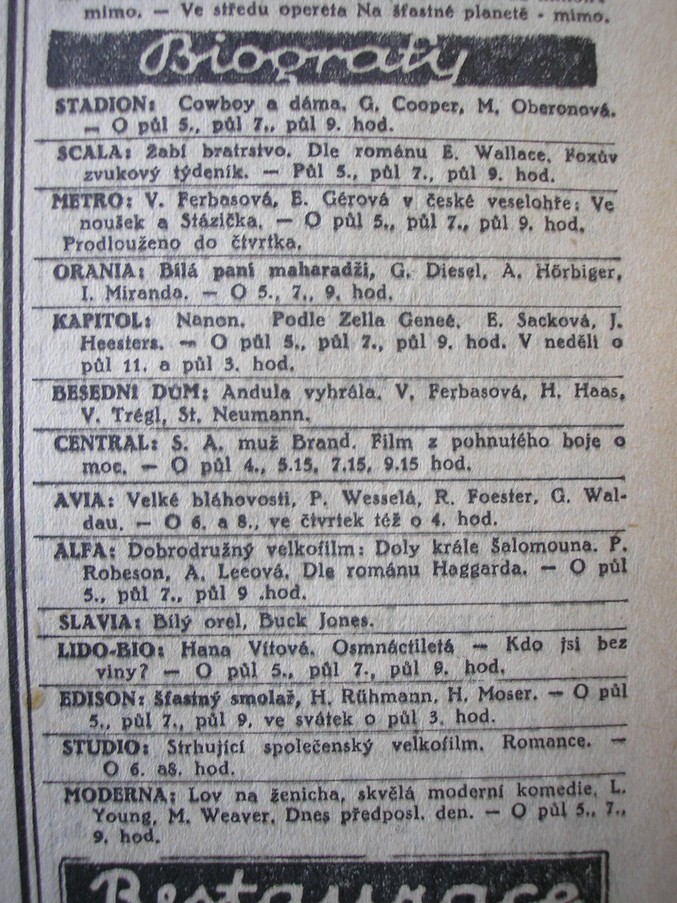 mimo. — Ve středu opereta Na šťastné planetě - mimo.
Biografy
STADION: Cowboy a dáma. G. Cooper, M. Oberonová.
— O půl 5., půl 7., půl 9. hod.
SCALA: Žabí bratrstvo. Dle románu E. Wallace. Foxův
zvukový týdeník. — Půl 5., půl 7., půl 9. hod.
METRO: V. Ferbasová, E. Gérová v české veselohře: Ve
noušek a Stázička. — O půl 5., půl 7., půl 9. hod.
Prodlouženo do čtvrtka.
ORANIA: Bílá paní maharadži, G. Diesel, A. Hörbiger,
I. Miranda. — O 5., 7., 9. hod.
KAPITOL: Nanon. Podle Zella Geneé. E. Sacková, J.
Heesters. — O půl 5., půl 7., půl 9. hod. V neděli o
půl 11. a půl 3. hod.
BESEDNÍ DŮM: Andula vyhrála. V. Ferbasová, H. Haas,
V. Trégl, St. Neumann.
CENTRAL: S. A. muž Brand. Film z pohnutého boje o
moc. — O půl 4., 5.15, 7.15, 9.15 hod.
AVIA: Velké bláhovosti, P. Wesselá, R. Foester, G. Wal-
dau. — O 6. a 8., ve čtvrtek též o 4. hod.
ALFA: Dobrodružný velkofilm: Doly krále Šalomouna. P.
Robeson, A. Leeová. Dle románu Haggarda. — O půl
5., půl 7., půl 9 .hod.
SLAVIA: Bílý orel, Buck Jones.
LIDO-BIO: Hana Vítová. Osmnáctiletá — Kdo jsi bez
viny? — O půl 5., půl 7., půl 9. hod.
EDISON: Šťastný smolař, H. Rühmann, H. Moser. — O půl
5., půl 7., půl 9. ve svátek o půl 3. hod.
STUDIO: Strhující společenský velkofilm. Romance. —
O 6. a8. hod.
MODERNA: Lov na ženicha, skvělá moderní komedie, L.
Young, M. Weaver. Dnes předposl. den. — O půl 5., 7.,
9. hod.
Restaurace